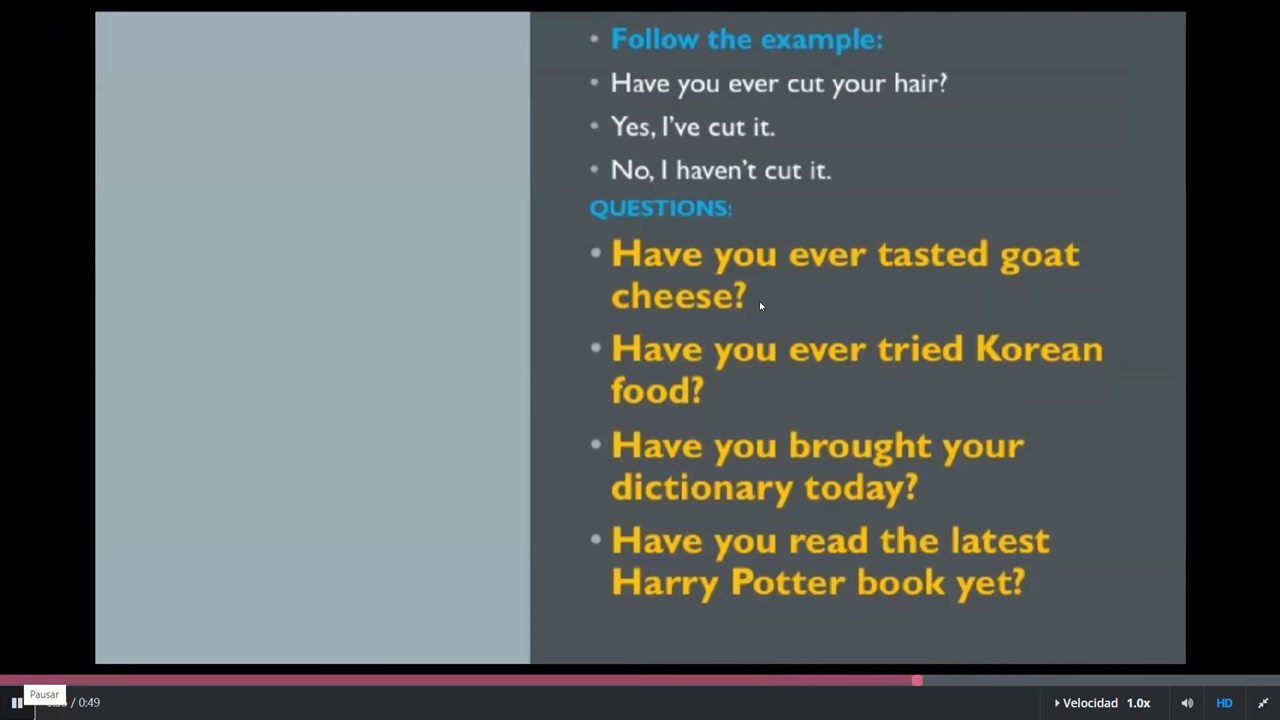 Follow the example:
Have you ever cut your hair?
Yes, I've cut it.
No, I haven't cut it.
QUESTIONS:
Have you ever tasted goat
cheese?
Have you ever tried Korean
food?
Have you brought your
dictionary today?
Have you read the latest
Harry Potter book yet?
Pausar
/ 0:49
Velocidad 1.0x
HD